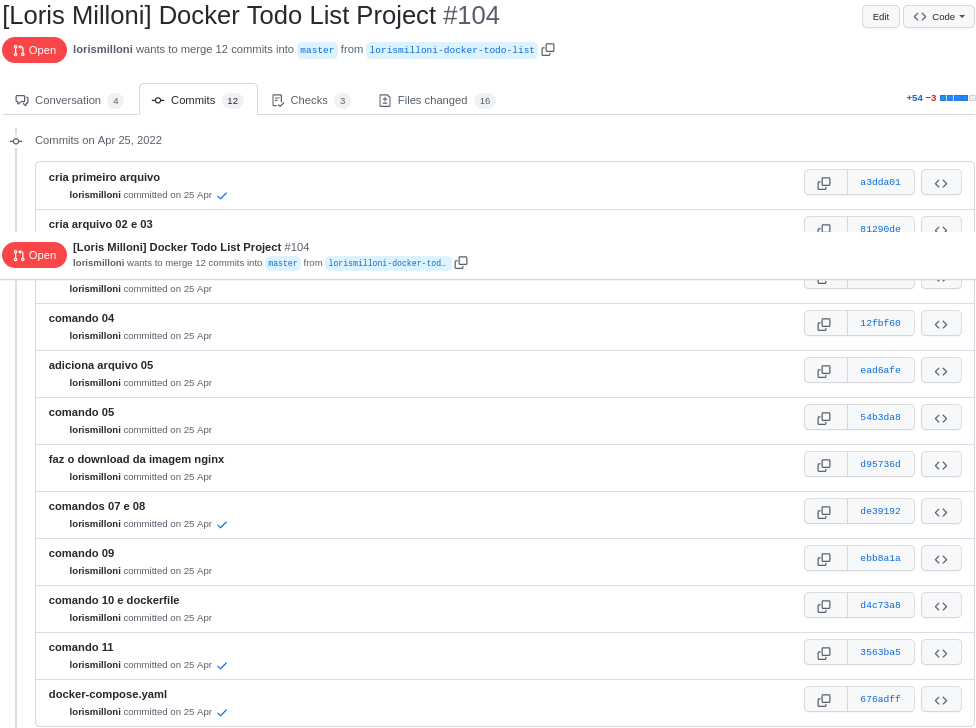 [Loris Milloni] Docker Todo List Project #104
Edit
Code
Open
lorismilloni wants to merge 12 commits into master from lorismilloni-docker-todo-list
Conversation 4
Commits 12
Checks 3
Files changed 16
+54 −3
Commits on Apr 25, 2022
cria primeiro arquivo
lorismilloni committed on 25 Apr
a3dda01
cria arquivo 02 e 03
81290de
Open
[Loris Milloni] Docker Todo List Project #104
lorismilloni wants to merge 12 commits into master from lorismilloni-docker-tod…
lorismilloni committed on 25 Apr
comando 04
lorismilloni committed on 25 Apr
12fbf60
adiciona arquivo 05
lorismilloni committed on 25 Apr
ead6afe
comando 05
lorismilloni committed on 25 Apr
54b3da8
faz o download da imagem nginx
lorismilloni committed on 25 Apr
d95736d
comandos 07 e 08
lorismilloni committed on 25 Apr
de39192
comando 09
lorismilloni committed on 25 Apr
ebb8a1a
comando 10 e dockerfile
lorismilloni committed on 25 Apr
d4c73a8
comando 11
lorismilloni committed on 25 Apr
3563ba5
docker-compose.yaml
lorismilloni committed on 25 Apr
676adff